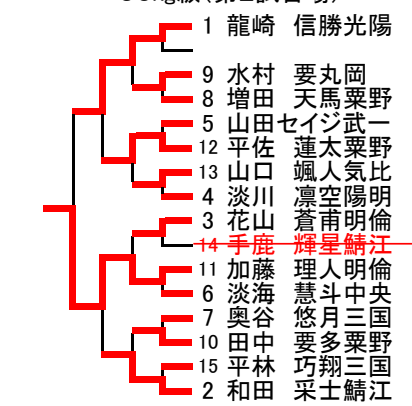 1 龍崎 信勝光陽
9 水村 要丸岡
8 増田 天馬粟野
5 山田セイジ武一
12 平佐 蓮太粟野
13 山口 颯人気比
4 淡川 凛空陽明
3 花山 蒼甫明倫
14 手鹿 輝星鯖江
11 加藤 理人明倫
6 淡海 慧斗中央
7 奥谷 悠月三国
10 田中 要多粟野
15 平林 巧翔三国
2 和田 采士鯖江